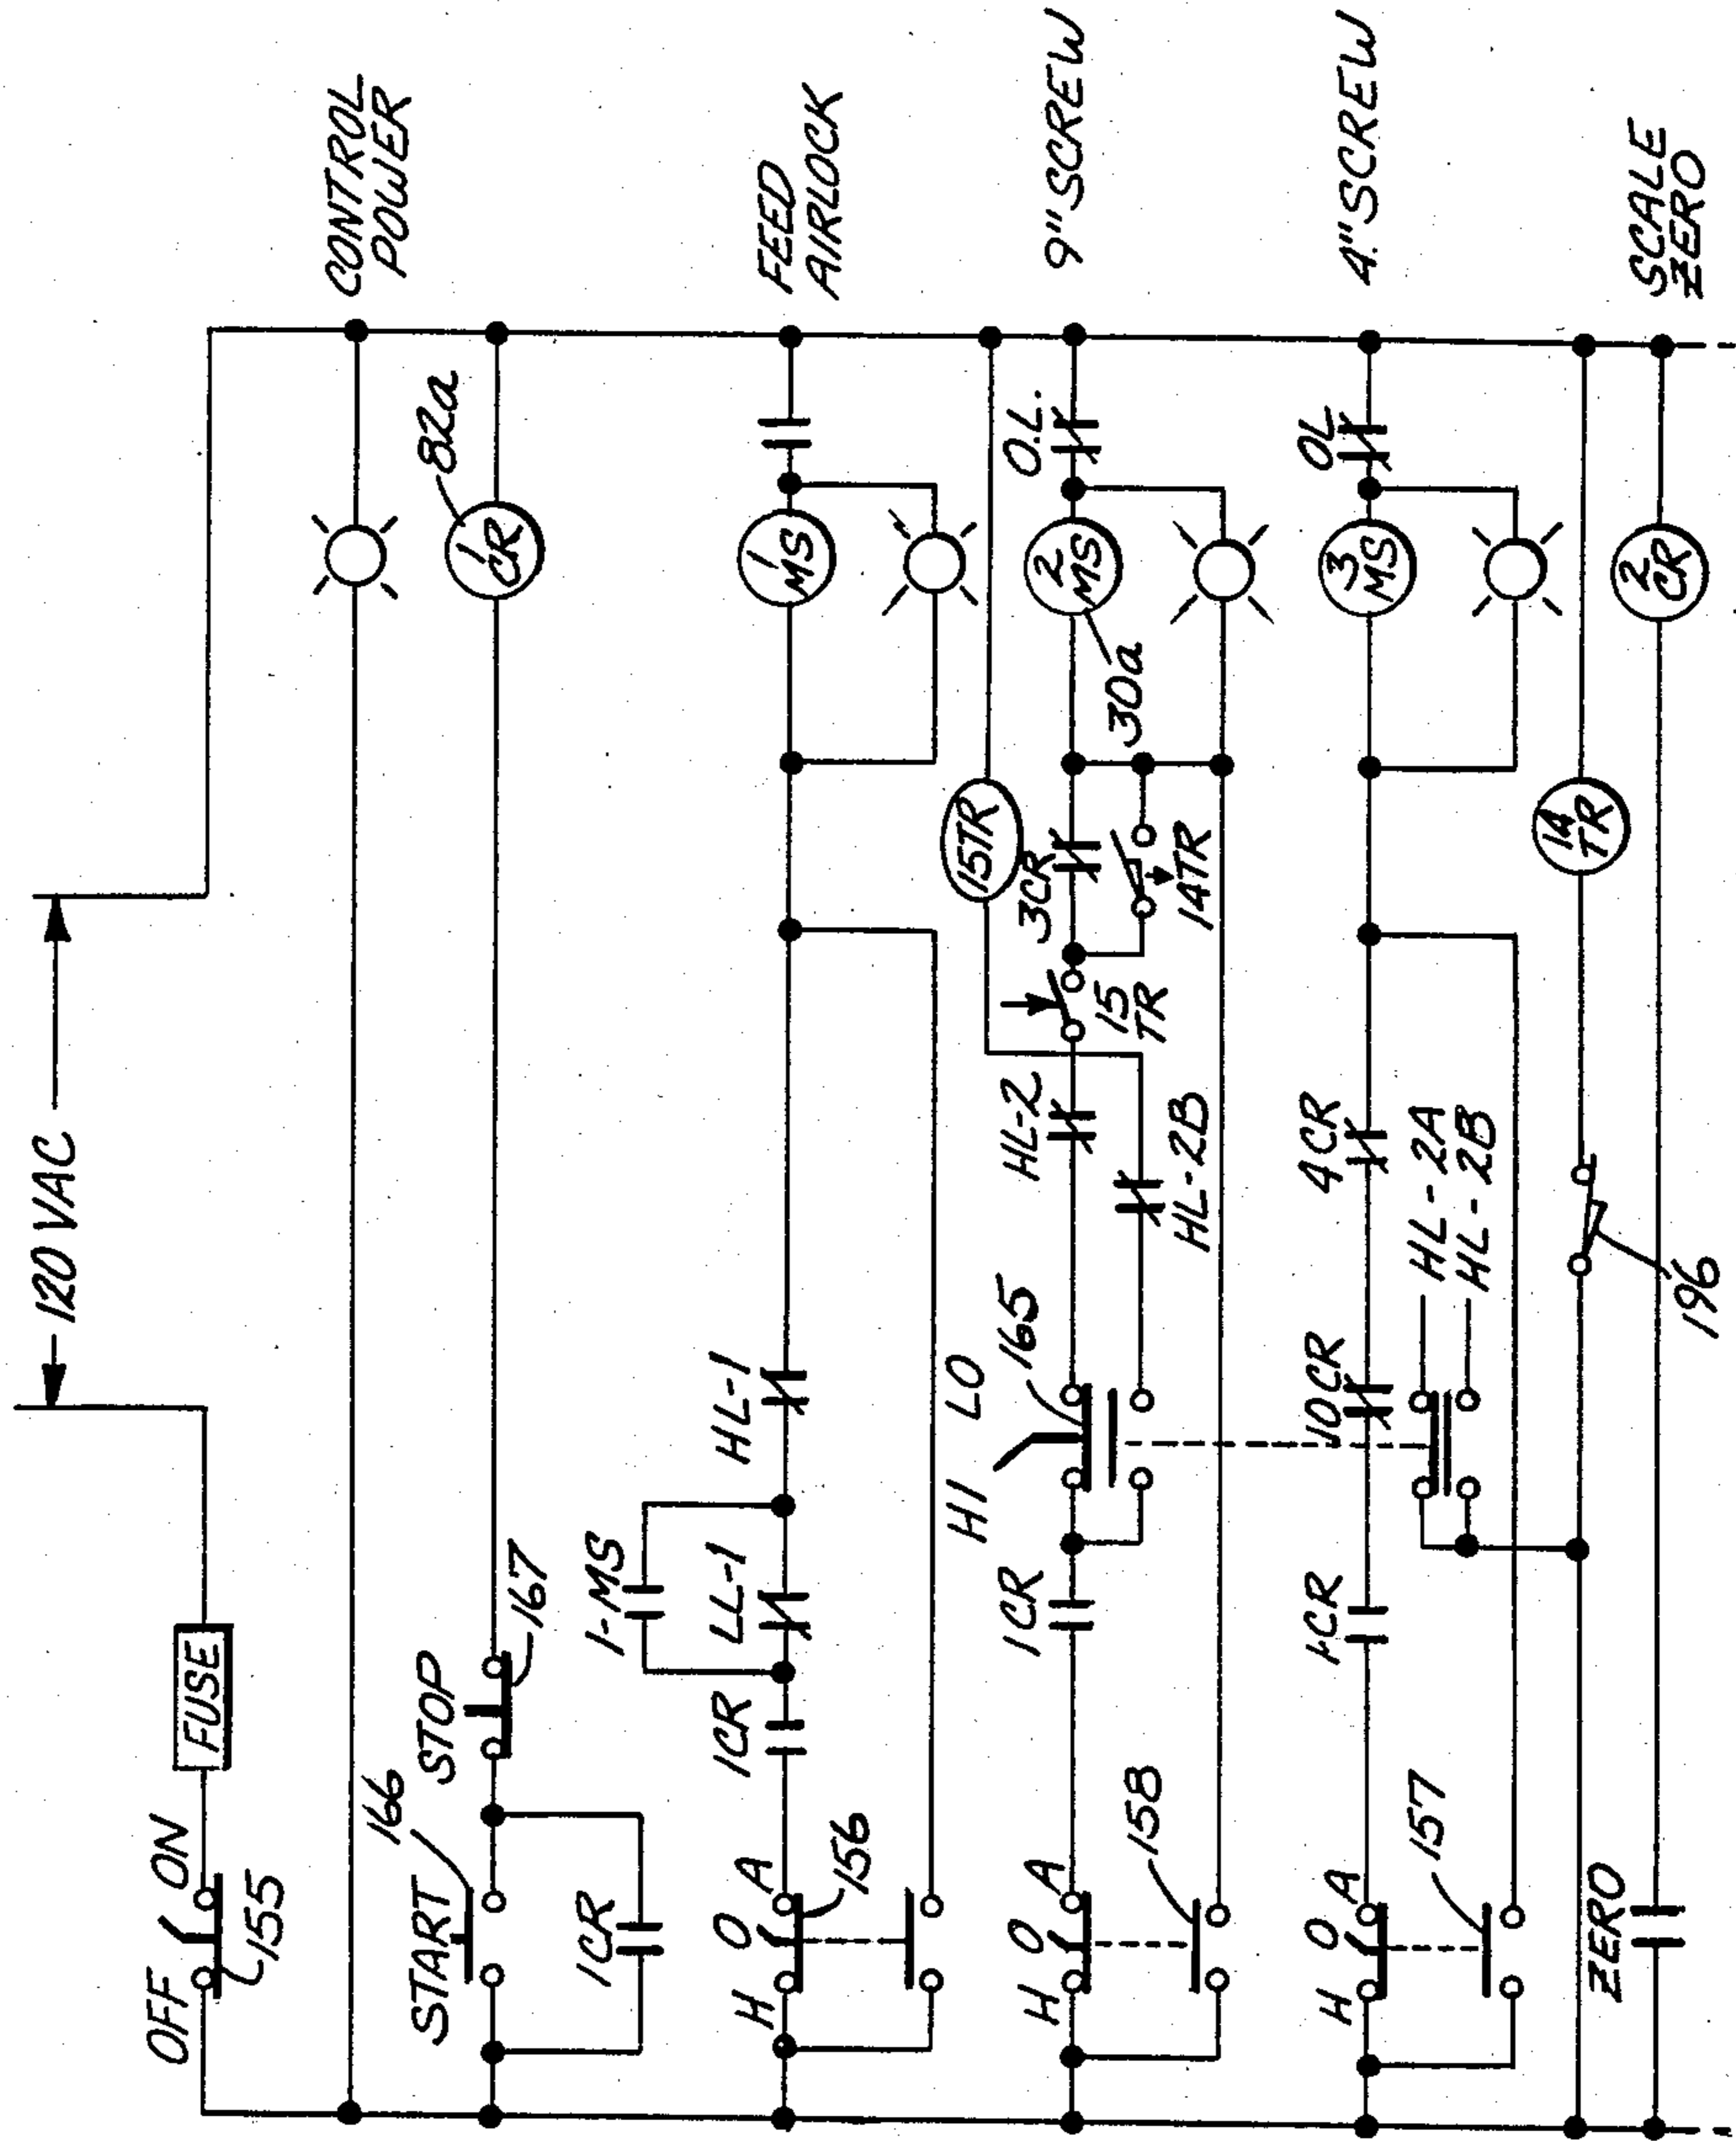 120 VAC
OFF ON
155
FUSE
CONTROL
POWER
START
166
STOP
167
1
CR
82a
1CR
H O A
156
1CR
1-MS
LL-1
HL-1
1
MS
FEED
AIRLOCK
15TR
H O A
158
1CR
HI LO
165
HL-2
HL-2B
15
TR
3CR
14TR
30a
2
MS
O.L.
9" SCREW
H O A
157
1CR
10CR
4CR
HL-2A
HL-2B
3
MS
OL
4" SCREW
196
14
TR
ZERO
2
CR
SCALE
ZERO